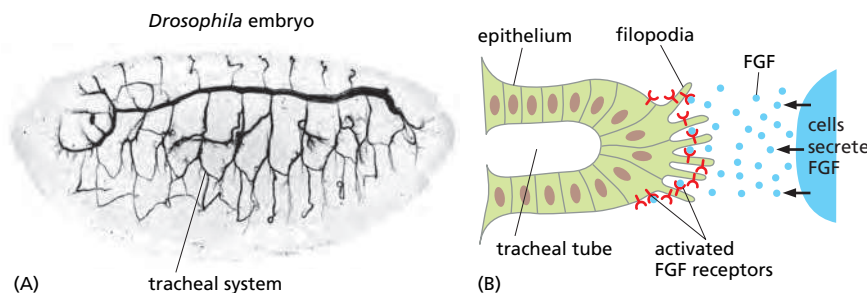 Drosophila embryo
(A)
tracheal system
(B)
epithelium
filopodia
FGF
cells
secrete
FGF
tracheal tube
activated
FGF receptors